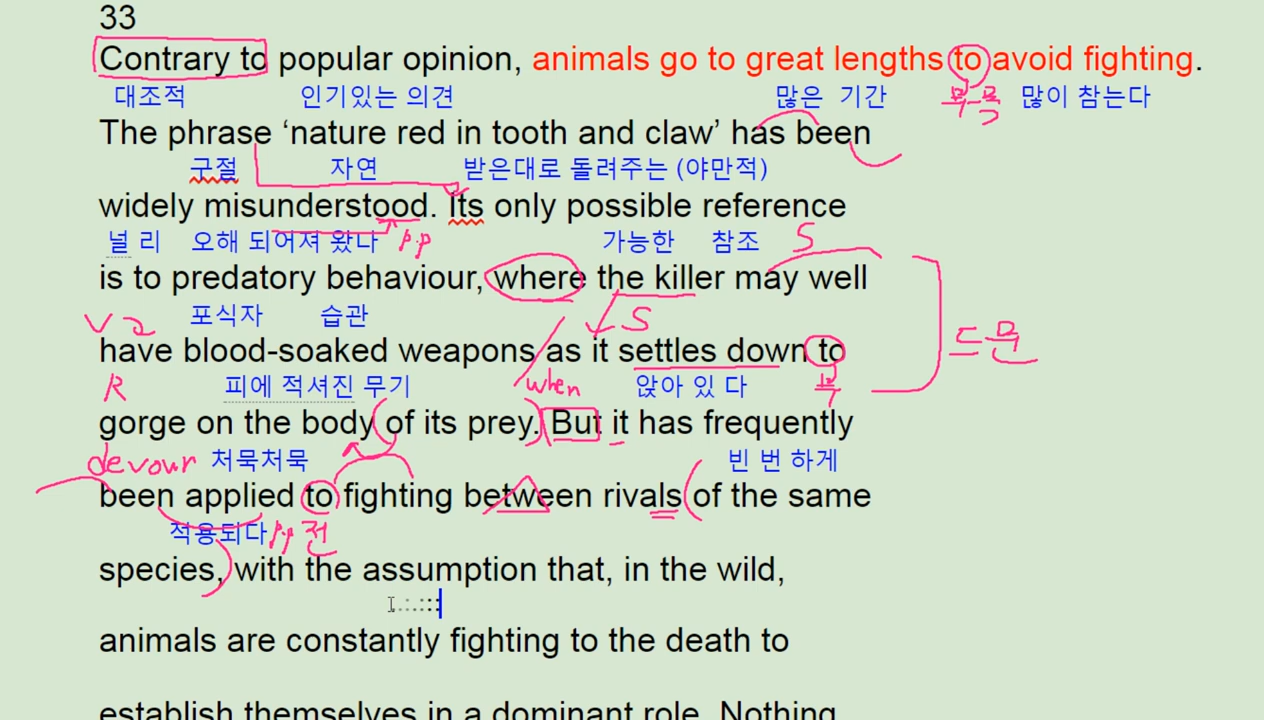 33
Contrary to popular opinion, animals go to great lengths to avoid fighting.
대조적 인기있는 의견 많은 기간 많이 참는다
The phrase ‘nature red in tooth and claw’ has been
구절 자연 받은대로 돌려주는 (야만적)
widely misunderstood. Its only possible reference
널 리 오해 되어져 왔나 p.p 가능한 참조 S
is to predatory behaviour, where the killer may well
V 포식자 습관 S
have blood-soaked weapons as it settles down to
드문
R 피에 적셔진 무기 when 앉아 있 다 부
gorge on the body of its prey. But it has frequently
devour 처묵처묵 빈 번 하게
been applied to fighting between rivals of the same
적용되다 p.p 전
species, with the assumption that, in the wild,
animals are constantly fighting to the death to
establish themselves in a dominant role. Nothing